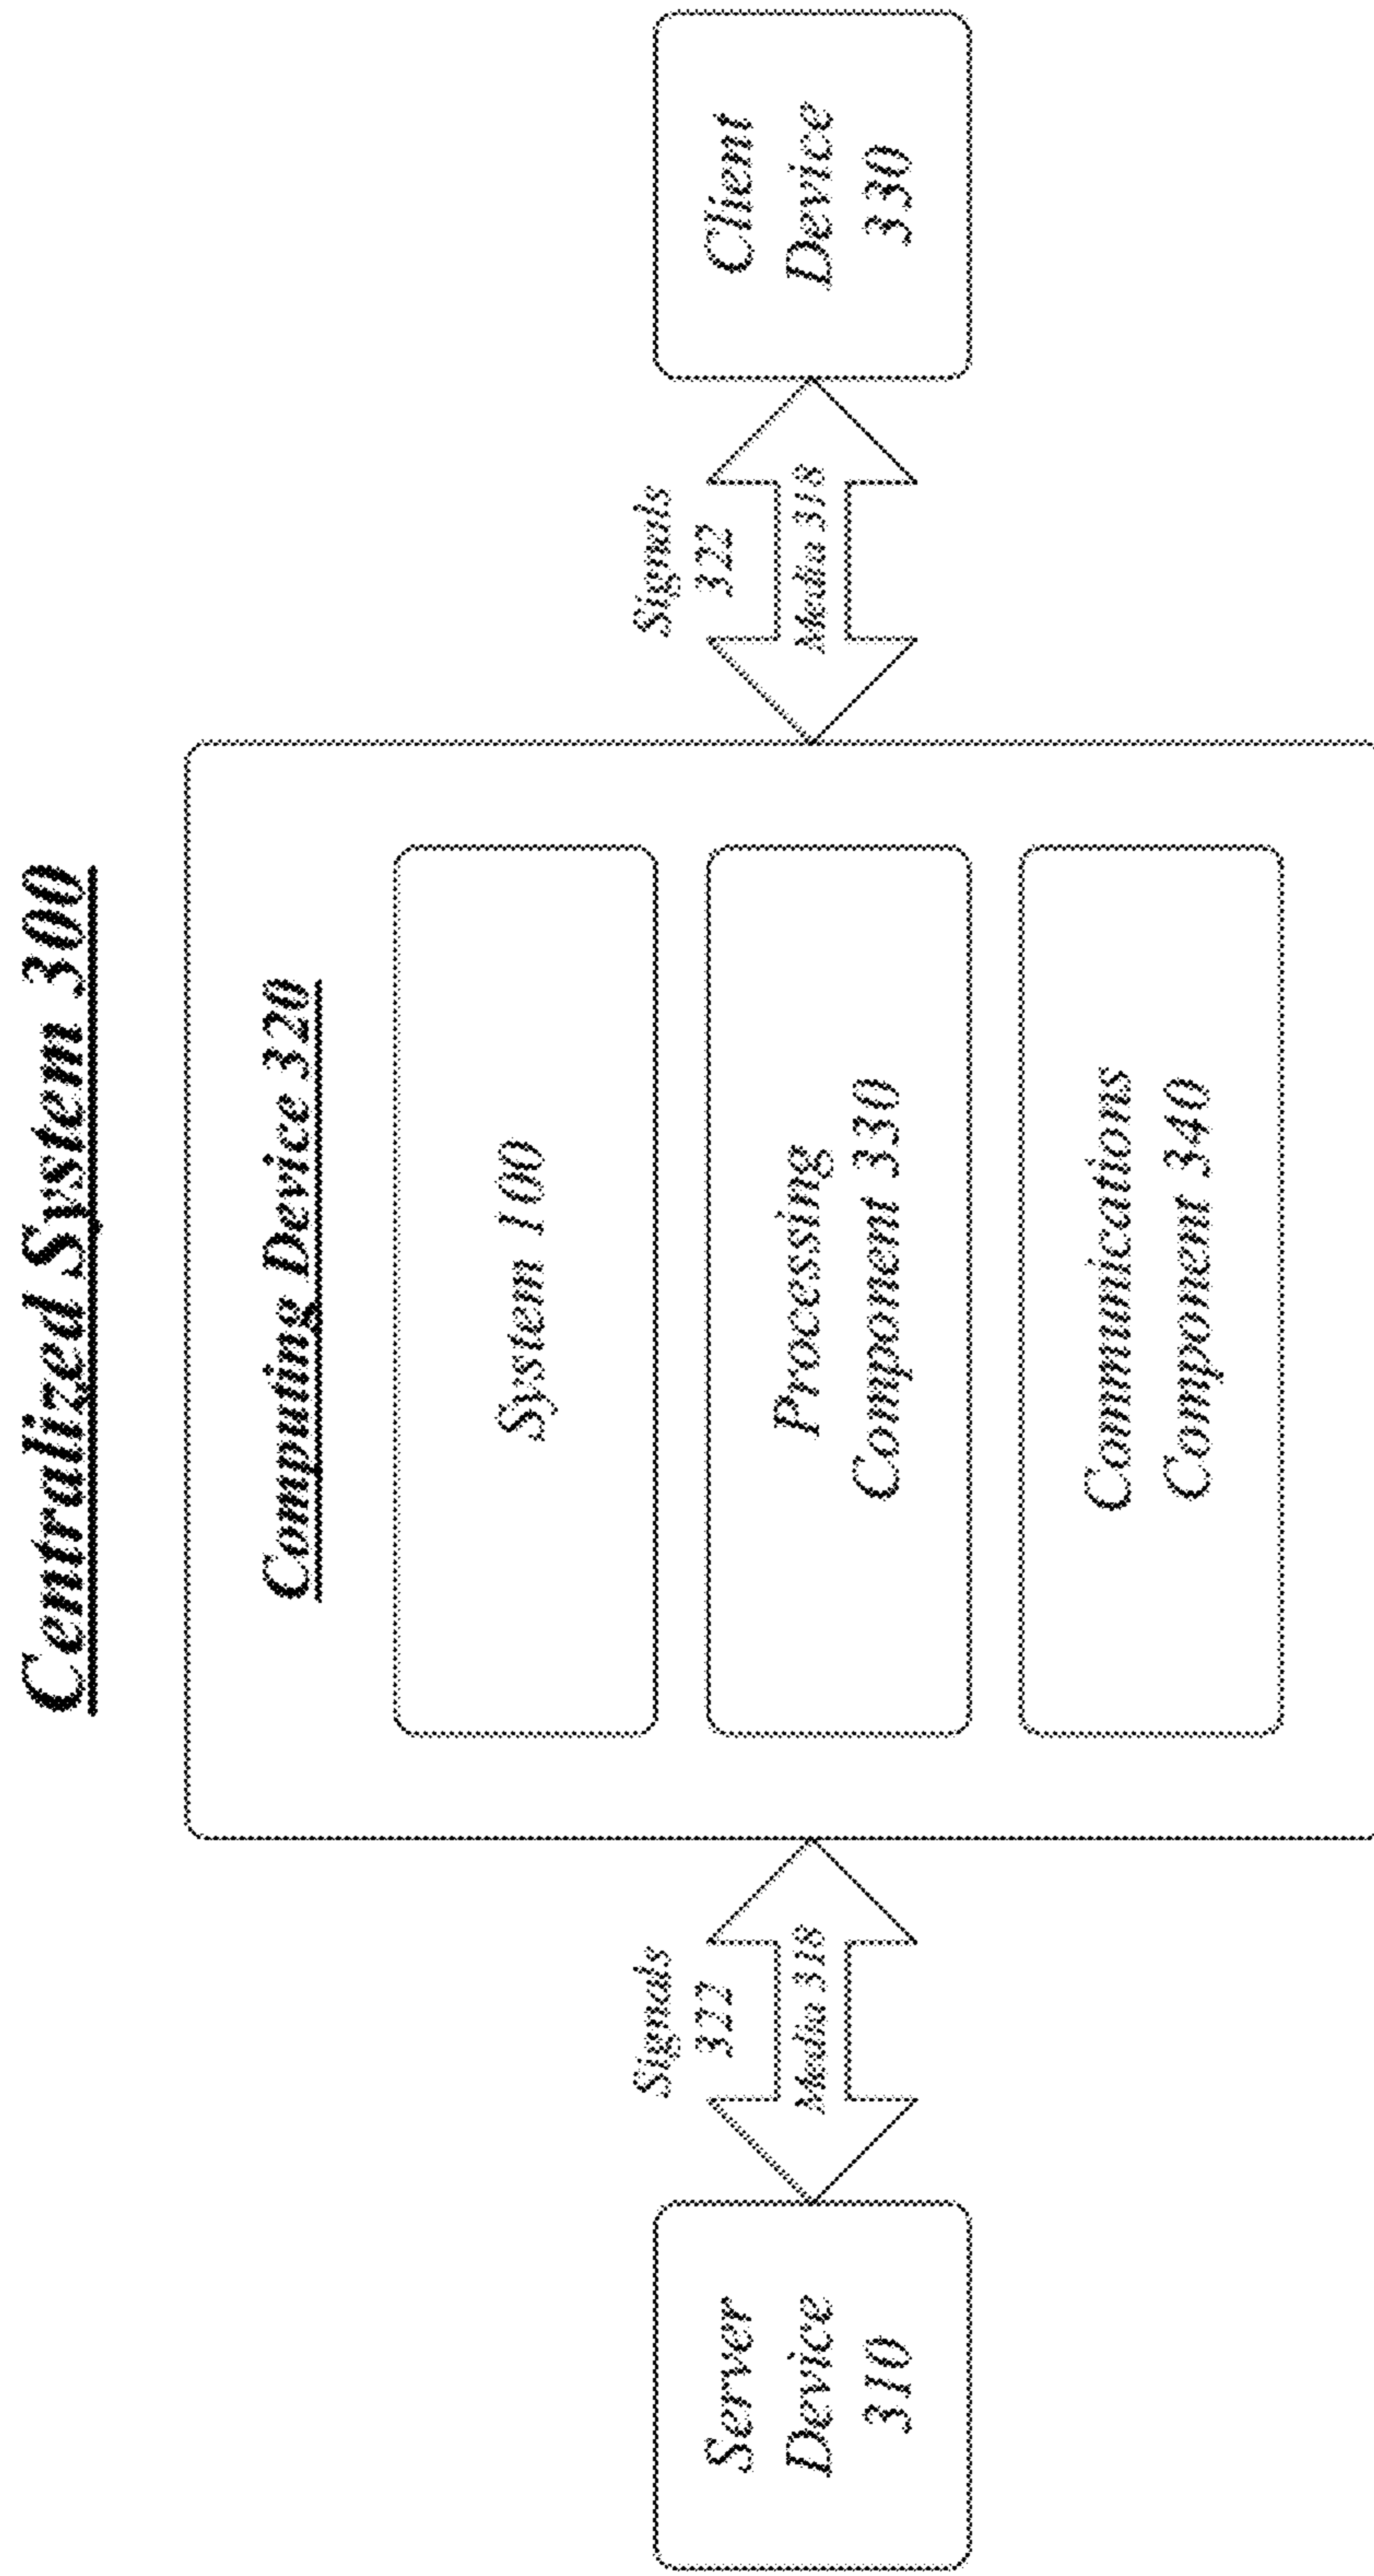 Centralized System 300
Computing Device 320
Server
Device
310
Signals
322
Media 318
System 100
Processing
Component 330
Communications
Component 340
Signals
322
Media 318
Client
Device
330